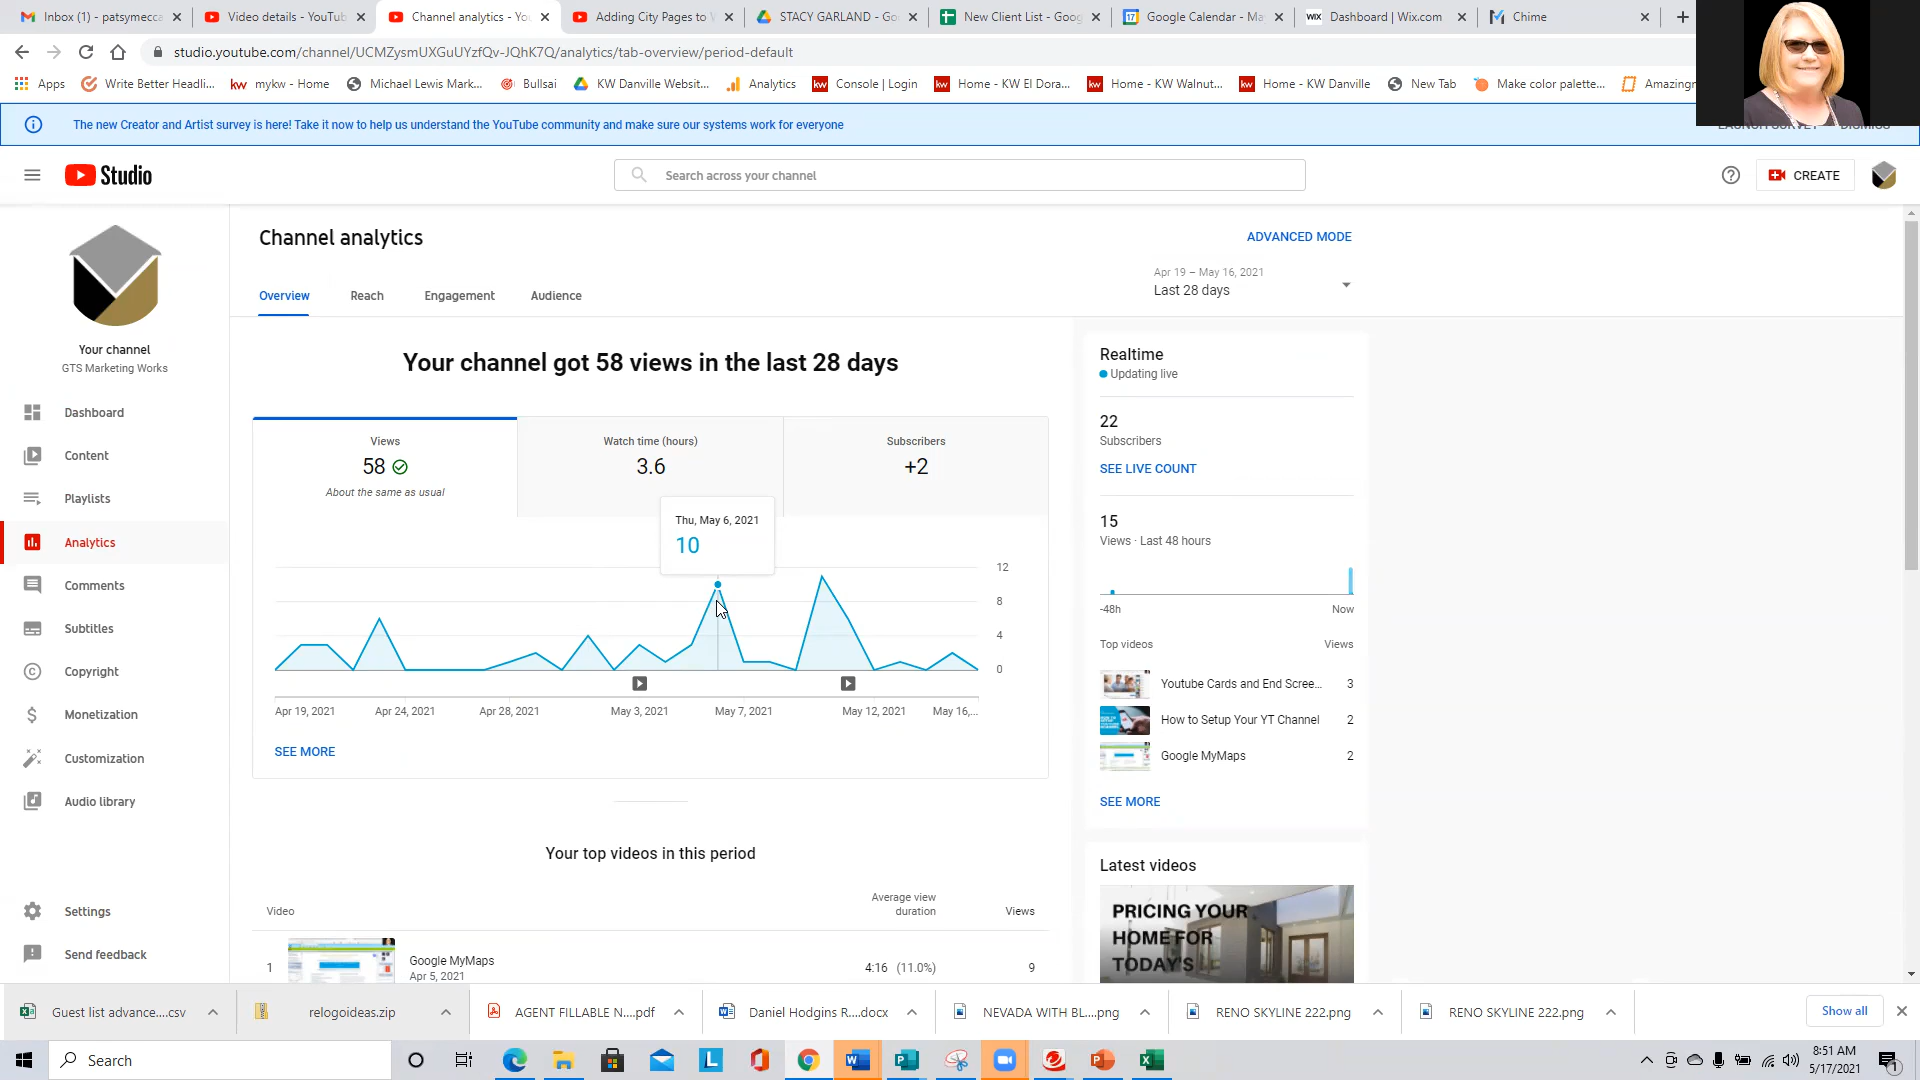 Inbox (1) - patsymecca
Video details - YouTub
Channel analytics - You
Adding City Pages to
STACY GARLAND - Go
New Client List - Goog
Google Calendar - Ma
WIX Dashboard | Wix.com
Chime
studio.youtube.com/channel/UCMZysmUXGuUYzfQv-JQhK7Q/analytics/tab-overview/period-default
Apps
Write Better Headli...
kw mykw - Home
Michael Lewis Mark...
Bullsai
KW Danville Websit...
Analytics
kw Console | Login
kw Home - KW El Dora...
kw Home - KW Walnut...
kw Home - KW Danville
New Tab
Make color palette...
Amazing
The new Creator and Artist survey is here! Take it now to help us understand the YouTube community and make sure our systems work for everyone
LAUNCH SURVEY
DISMISS
Studio
Search across your channel
CREATE
Your channel
GTS Marketing Works
Dashboard
Content
Playlists
Analytics
Comments
Subtitles
Copyright
Monetization
Customization
Audio library
Settings
Send feedback
Channel analytics
ADVANCED MODE
Apr 19 – May 16, 2021
Last 28 days
Overview
Reach
Engagement
Audience
Your channel got 58 views in the last 28 days
Views
58
About the same as usual
Watch time (hours)
3.6
Subscribers
+2
Thu, May 6, 2021
10
12
8
4
0
Apr 19, 2021
Apr 24, 2021
Apr 28, 2021
May 3, 2021
May 7, 2021
May 12, 2021
May 16,...
SEE MORE
Your top videos in this period
Video
Average view
duration
Views
1
Google MyMaps
Apr 5, 2021
4:16 (11.0%)
9
Realtime
Updating live
22
Subscribers
SEE LIVE COUNT
15
Views · Last 48 hours
-48h
Now
Top videos
Views
Youtube Cards and End Scree... 3
How to Setup Your YT Channel 2
Google MyMaps 2
SEE MORE
Latest videos
PRICING YOUR
HOME FOR
TODAY'S
Guest list advance....csv
relogoideas.zip
AGENT FILLABLE N....pdf
Daniel Hodgins R....docx
NEVADA WITH BL....png
RENO SKYLINE 222.png
RENO SKYLINE 222.png
Show all
Search
8:51 AM
5/17/2021
1